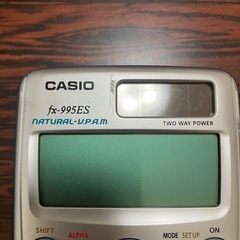 CASIO
fx-995ES
NATURAL-V.P.A.M.
TWO WAY POWER
SHIFT ALPHA MODE SETUP ON